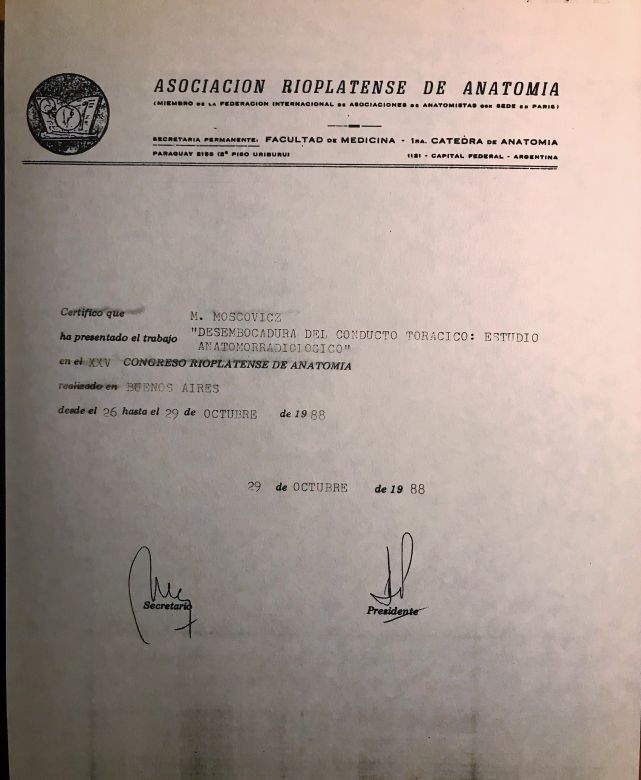 ASOCIACION RIOPLATENSE DE ANATOMIA
(MIEMBRO DE LA FEDERACION INTERNACIONAL DE ASOCIACIONES DE ANATOMISTAS CON SEDE EN PARIS)
SECRETARIA PERMANENTE: FACULTAD DE MEDICINA - 1RA. CATEDRA DE ANATOMIA
PARAGUAY 2155 (2º PISO URIBURU) 1121 - CAPITAL FEDERAL - ARGENTINA
Certifico que M. MOSCOVICZ
ha presentado el trabajo "DESEMBOCADURA DEL CONDUCTO TORACICO: ESTUDIO
ANATOMORRADIOLOGICO"
en el XXV CONGRESO RIOPLATENSE DE ANATOMIA
realizado en BUENOS AIRES
desde el 26 hasta el 29 de OCTUBRE de 1988
29 de OCTUBRE de 19 88
Secretario
Presidente